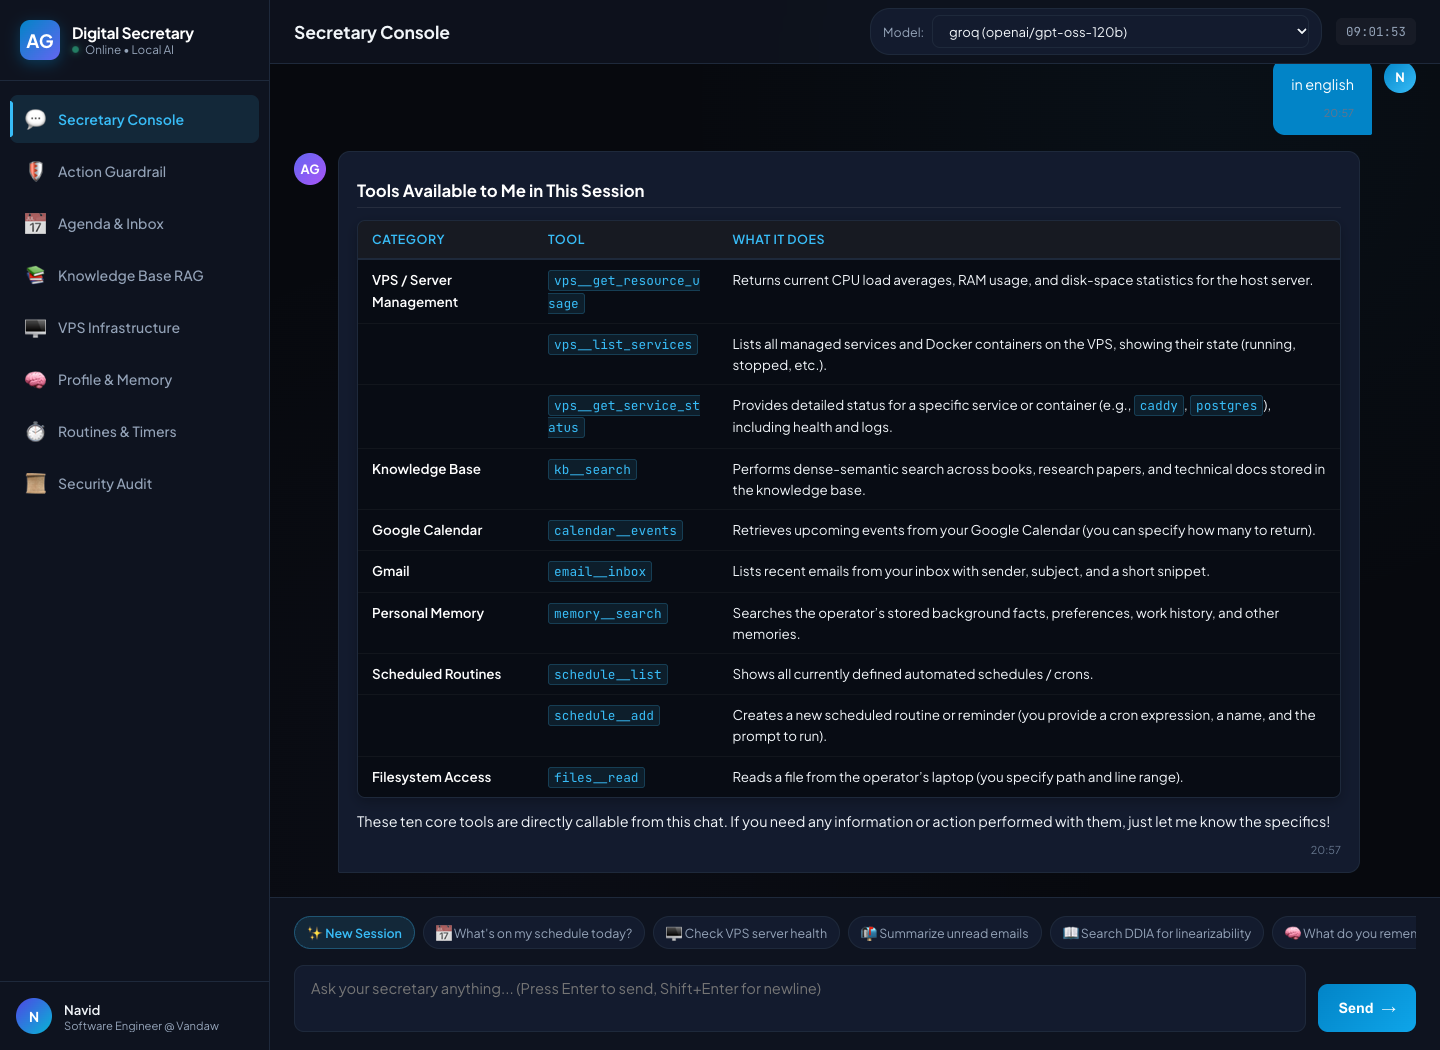 AG
Digital Secretary
Online • Local AI
Secretary Console
Action Guardrail
17
Agenda & Inbox
Knowledge Base RAG
VPS Infrastructure
Profile & Memory
Routines & Timers
Security Audit
N
Navid
Software Engineer @ Vandaw
Secretary Console
Model:
groq (openai/gpt-oss-120b)
09:01:53
in english
20:57
N
AG
Tools Available to Me in This Session
CATEGORY TOOL WHAT IT DOES
VPS / Server vps__get_resource_u Returns current CPU load averages, RAM usage, and disk-space statistics for the host server.
Management sage
vps__list_services Lists all managed services and Docker containers on the VPS, showing their state (running,
stopped, etc.).
vps__get_service_st Provides detailed status for a specific service or container (e.g., caddy, postgres),
atus including health and logs.
Knowledge Base kb__search Performs dense-semantic search across books, research papers, and technical docs stored in
the knowledge base.
Google Calendar calendar__events Retrieves upcoming events from your Google Calendar (you can specify how many to return).
Gmail email__inbox Lists recent emails from your inbox with sender, subject, and a short snippet.
Personal Memory memory__search Searches the operator's stored background facts, preferences, work history, and other
memories.
Scheduled Routines schedule__list Shows all currently defined automated schedules / crons.
schedule__add Creates a new scheduled routine or reminder (you provide a cron expression, a name, and the
prompt to run).
Filesystem Access files__read Reads a file from the operator's laptop (you specify path and line range).
These ten core tools are directly callable from this chat. If you need any information or action performed with them, just let me know the specifics!
20:57
New Session
17 What's on my schedule today?
Check VPS server health
Summarize unread emails
Search DDIA for linearizability
What do you remen
Ask your secretary anything... (Press Enter to send, Shift+Enter for newline)
Send →